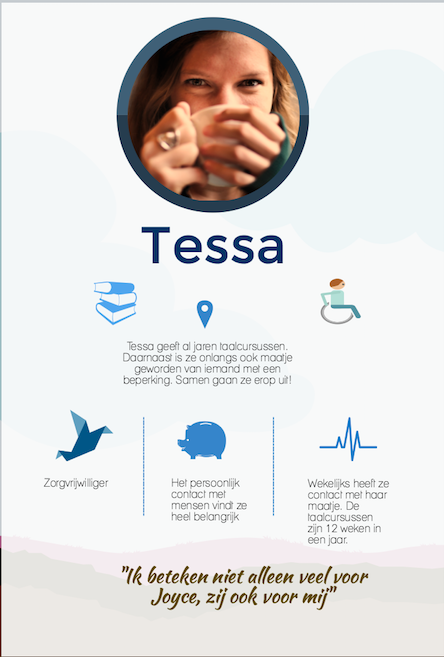 Tessa
Tessa geeft al jaren taalcursussen.
Daarnaast is ze onlangs ook maatje
geworden van iemand met een
beperking. Samen gaan ze erop uit!
Zorgvrijwilliger
Het persoonlijk
contact met
mensen vindt ze
heel belangrijk
Wekelijks heeft ze
contact met haar
maatje. De
taalcursussen
zijn 12 weken in
een jaar.
"Ik beteken niet alleen veel voor
Joyce, zij ook voor mij"